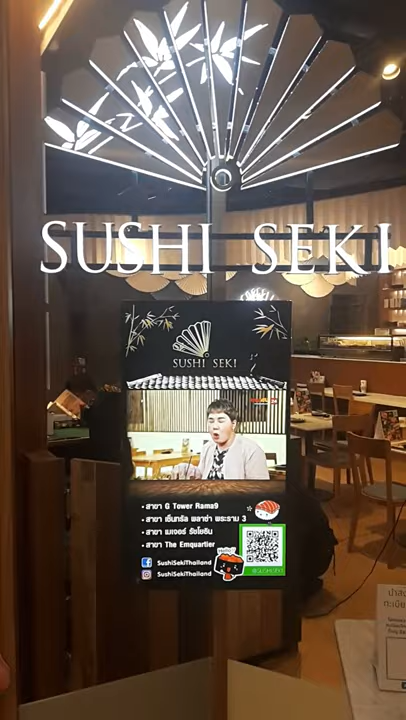 SUSHI SEKI
SUSHI SEKI
• สาขา G Tower Rama9
• สาขา เซ็นทรัล พลาซ่า พระราม 3
• สาขา เมเจอร์ รัชโยธิน
• สาขา The Emquartier
SushiSekiThailand
SushiSekiThailand